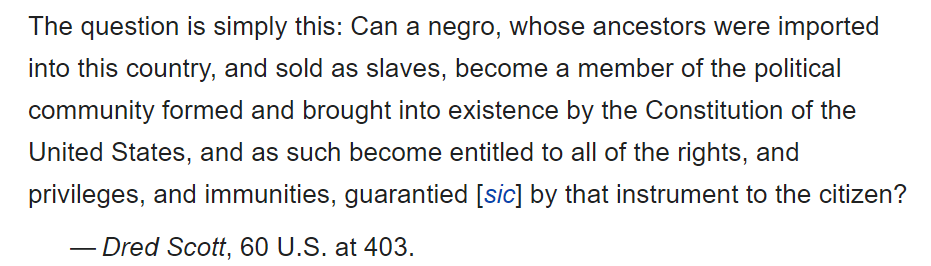 The question is simply this: Can a negro, whose ancestors were imported
into this country, and sold as slaves, become a member of the political
community formed and brought into existence by the Constitution of the
United States, and as such become entitled to all of the rights, and
privileges, and immunities, guarantied [sic] by that instrument to the citizen?
— Dred Scott, 60 U.S. at 403.